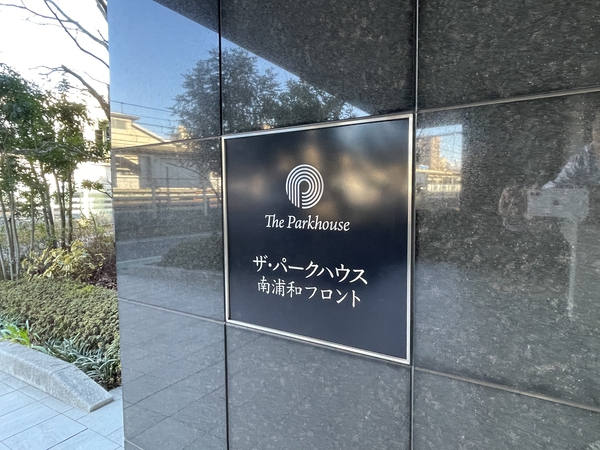 The Parkhouse
ザ・パークハウス
南浦和フロント